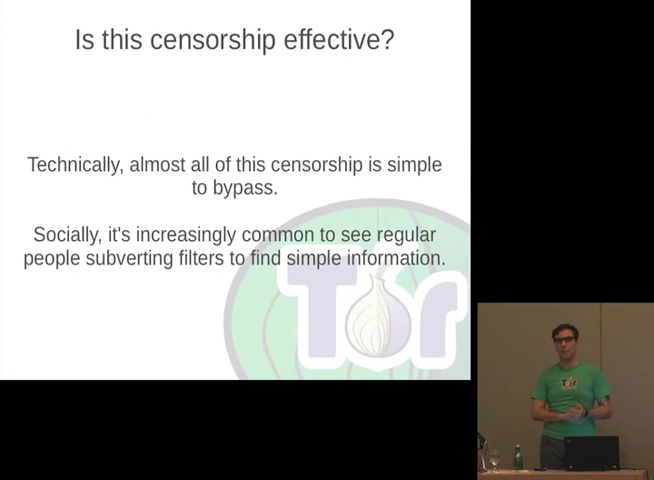 Is this censorship effective?
Technically, almost all of this censorship is simple
to bypass.
Socially, it's increasingly common to see regular
people subverting filters to find simple information.
Tor
Tor